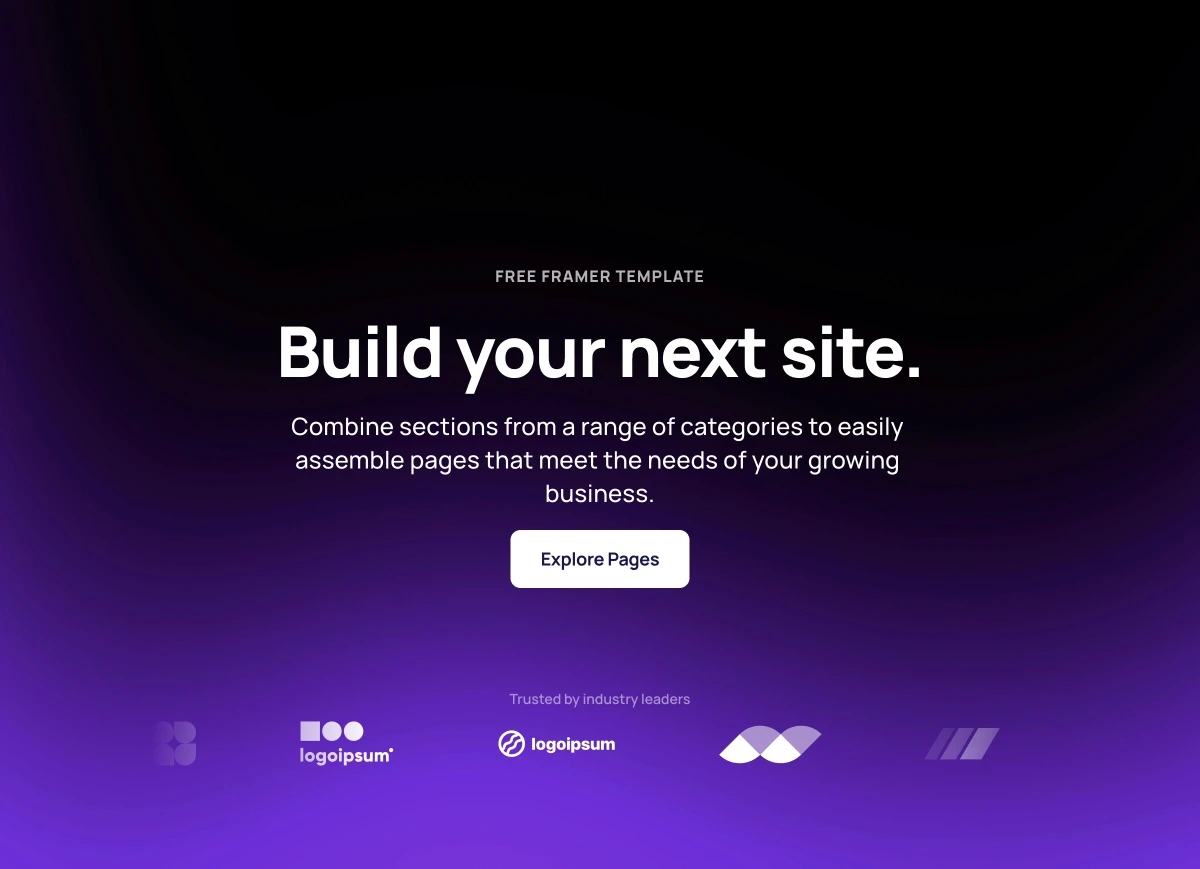 FREE FRAMER TEMPLATE
Build your next site.
Combine sections from a range of categories to easily
assemble pages that meet the needs of your growing
business.
Explore Pages
Trusted by industry leaders
logoipsum
logoipsum